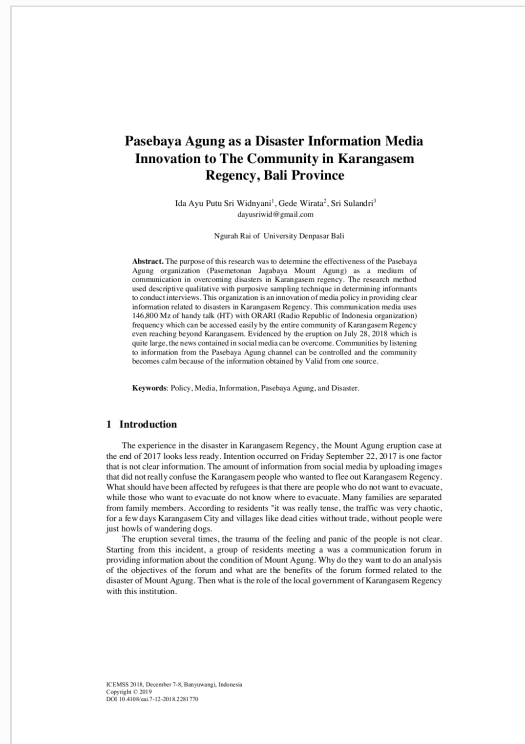 Pasebaya Agung as a Disaster Information Media
Innovation to The Community in Karangasem
Regency, Bali Province
Ida Ayu Putu Sri Widnyani1, Gede Wirata2, Sri Sulandri3
dayusriwid@gmail.com
Ngurah Rai of  University Denpasar Bali
Abstract. The purpose of this research was to determine the effectiveness of the Pasebaya
Agung organization (Pasemetonan Jagabaya Mount Agung) as a medium of
communication in overcoming disasters in Karangasem regency. The research method
used descriptive qualitative with purposive sampling technique in determining informants
to conduct interviews. This organization is an innovation of media policy in providing clear
information related to disasters in Karangasem Regency. This communication media uses
146,800 Mz of handy talk (HT) with ORARI (Radio Republic of Indonesia organization)
frequency which can be accessed easily by the entire community of Karangasem Regency
even reaching beyond Karangasem. Evidenced by the eruption on July 28, 2018 which is
quite large, the news contained in social media can be overcome. Communities by listening
to information from the Pasebaya Agung channel can be controlled and the community
becomes calm because of the information obtained by Valid from one source.
Keywords: Policy, Media, Information, Pasebaya Agung, and Disaster.
1 Introduction
The experience in the disaster in Karangasem Regency, the Mount Agung eruption case at
the end of 2017 looks less ready. Intention occurred on Friday September 22, 2017 is one factor
that is not clear information. The amount of information from social media by uploading images
that did not really confuse the Karangasem people who wanted to flee out Karangasem Regency.
What should have been affected by refugees is that there are people who do not want to evacuate,
while those who want to evacuate do not know where to evacuate. Many families are separated
from family members. According to residents "it was really tense, the traffic was very chaotic,
for a few days Karangasem City and villages like dead cities without trade, without people were
just howls of wandering dogs.
The eruption several times, the trauma of the feeling and panic of the people is not clear.
Starting from this incident, a group of residents meeting a was a communication forum in
providing information about the condition of Mount Agung. Why do they want to do an analysis
of the objectives of the forum and what are the benefits of the forum formed related to the
disaster of Mount Agung. Then what is the role of the local government of Karangasem Regency
with this institution.
ICEMSS 2018, December 7-8, Banyuwangi, Indonesia
Copyright © 2019
DOI 10.4108/eai.7-12-2018.2281770